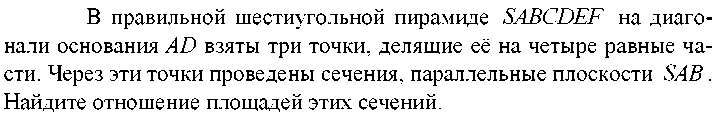 В правильной шестиугольной пирамиде SABCDEF на диаго-
нали основания AD взяты три точки, делящие её на четыре равные ча-
сти. Через эти точки проведены сечения, параллельные плоскости SAB.
Найдите отношение площадей этих сечений.